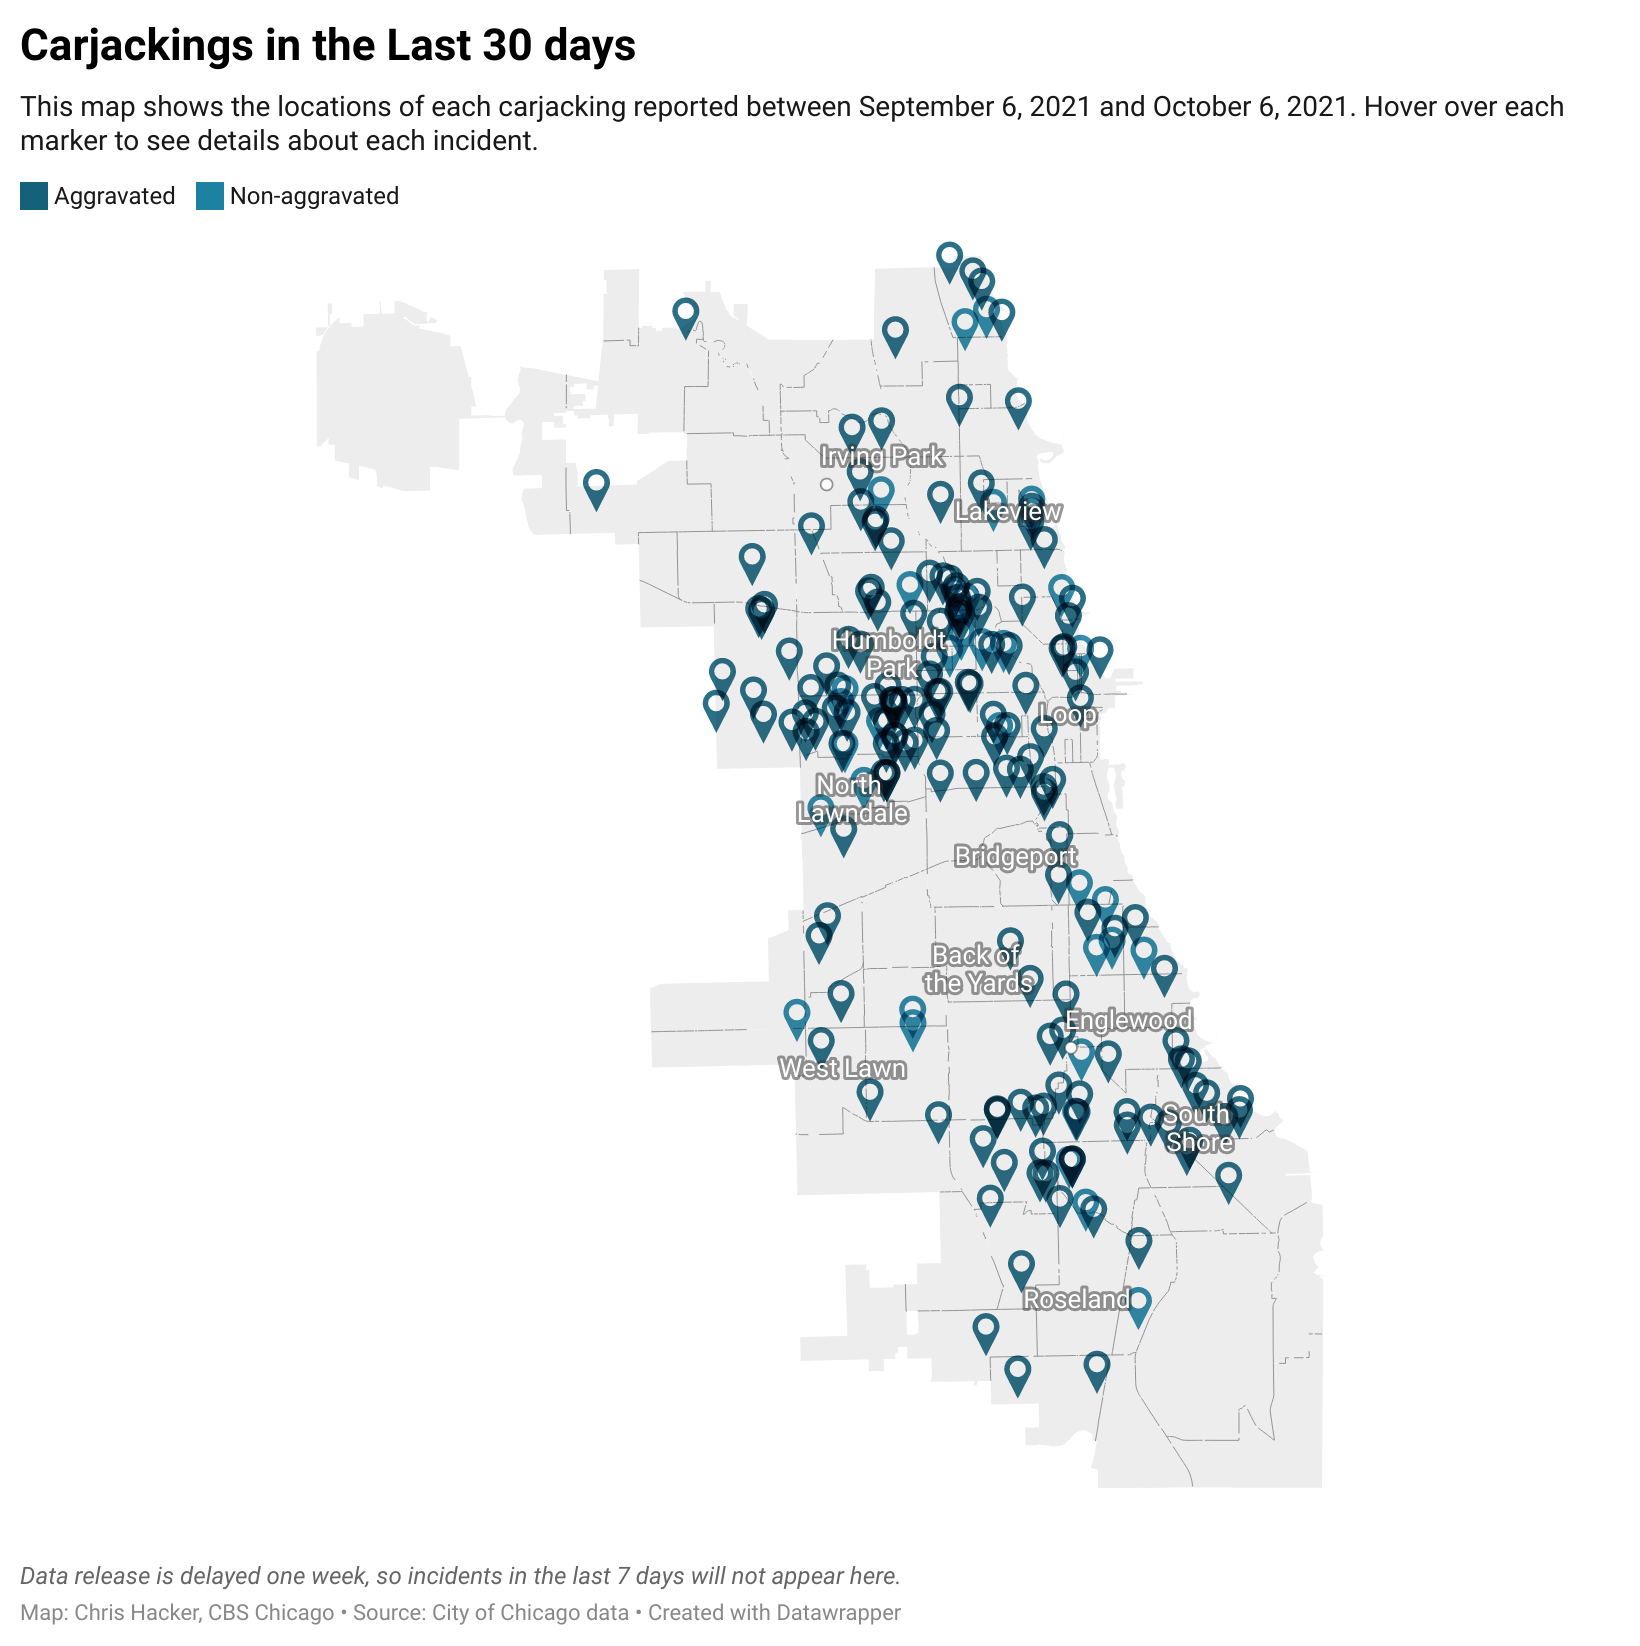 Carjackings in the Last 30 days
This map shows the locations of each carjacking reported between September 6, 2021 and October 6, 2021. Hover over each
marker to see details about each incident.
Aggravated Non-aggravated
Irving Park
Lakeview
Humboldt
Park
Loop
North
Lawndale
Bridgeport
Back of
the Yards
Englewood
West Lawn
South
Shore
Roseland
Data release is delayed one week, so incidents in the last 7 days will not appear here.
Map: Chris Hacker, CBS Chicago • Source: City of Chicago data • Created with Datawrapper